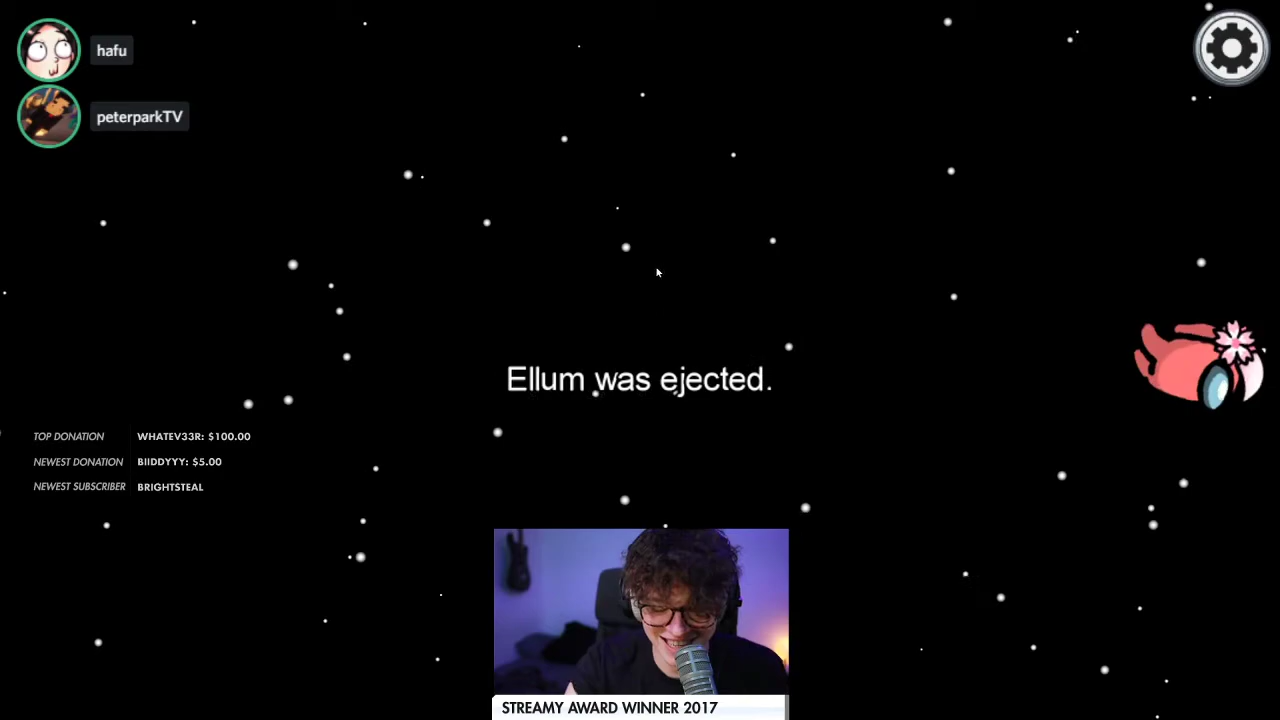 hafu
peterparkTV
Ellum was ejected.
TOP DONATION WHATEV33R: $100.00
NEWEST DONATION BIIDDYYY: $5.00
NEWEST SUBSCRIBER BRIGHTSTEAL
STREAMY AWARD WINNER 2017